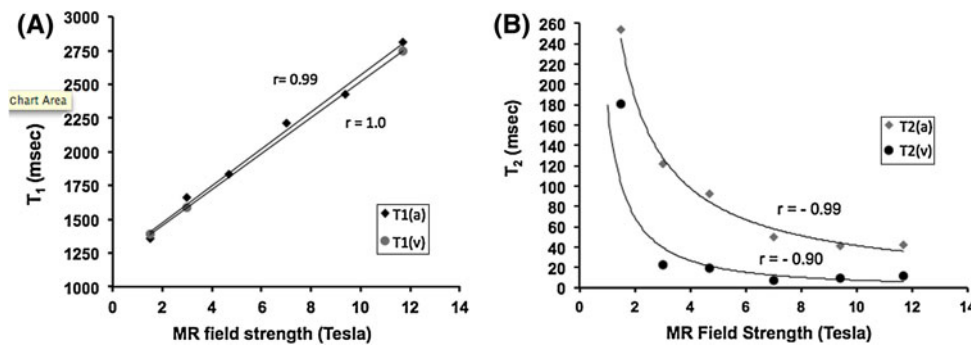 (A)
3000
2750
2500
2250
2000
1750
1500
1250
1000
T1 (msec)
Chart Area
r= 0.99
r = 1.0
T1(a)
T1(v)
0 2 4 6 8 10 12 14
MR field strength (Tesla)
(B)
260
240
220
200
180
160
140
120
100
80
60
40
20
0
T2 (msec)
T2(a)
T2(v)
r = - 0.99
r = - 0.90
0 2 4 6 8 10 12 14
MR Field Strength (Tesla)